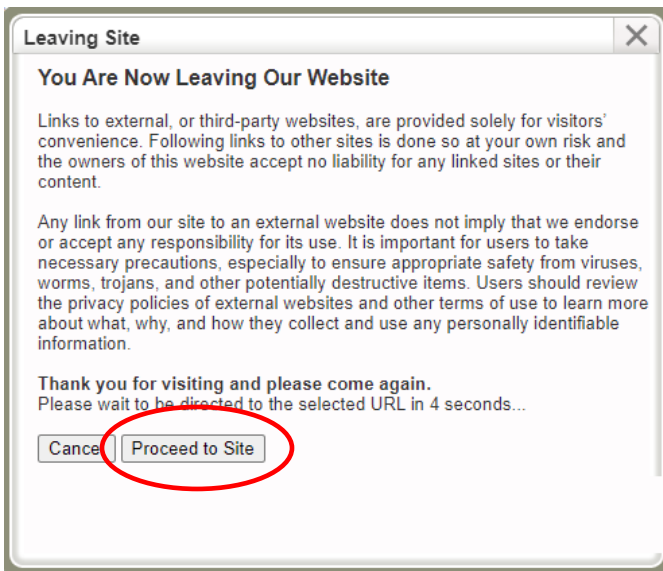 Leaving Site
You Are Now Leaving Our Website
Links to external, or third-party websites, are provided solely for visitors’
convenience. Following links to other sites is done so at your own risk and
the owners of this website accept no liability for any linked sites or their
content.
Any link from our site to an external website does not imply that we endorse
or accept any responsibility for its use. It is important for users to take
necessary precautions, especially to ensure appropriate safety from viruses,
worms, trojans, and other potentially destructive items. Users should review
the privacy policies of external websites and other terms of use to learn more
about what, why, and how they collect and use any personally identifiable
information.
Thank you for visiting and please come again.
Please wait to be directed to the selected URL in 4 seconds...
Cancel Proceed to Site